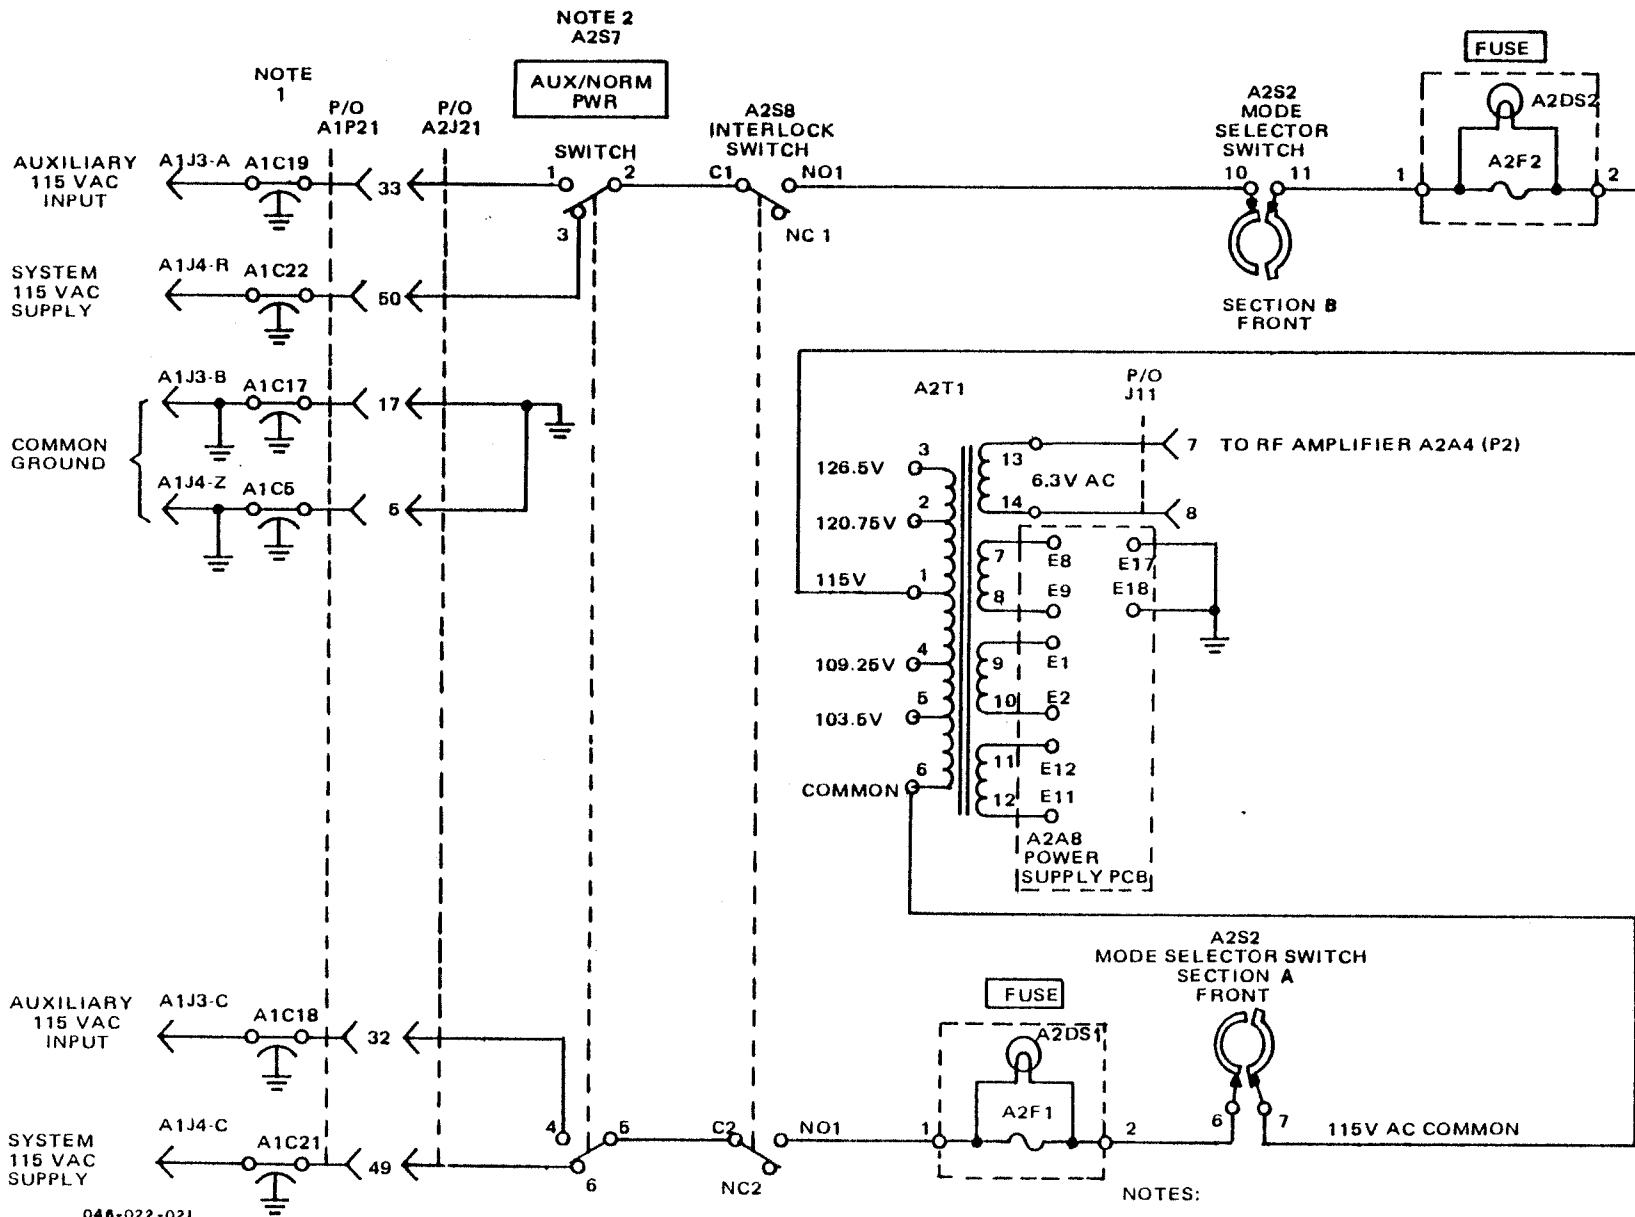 NOTE 2
A2S7
AUX/NORM
PWR
SWITCH
FUSE
NOTE
1
P/O
A1P21
P/O
A2J21
A2S8
INTERLOCK
SWITCH
A2S2
MODE
SELECTOR
SWITCH
A2DS2
A2F2
AUXILIARY
115 VAC
INPUT
A1J3-A
A1C19
33
1
2
3
C1
NO1
NC 1
10
11
1
2
SECTION B
FRONT
SYSTEM
115 VAC
SUPPLY
A1J4-R
A1C22
50
COMMON
GROUND
A1J3-B
A1C17
17
A1J4-Z
A1C5
5
A2T1
P/O
J11
126.5V
3
120.75V
2
115V
1
109.25V
4
103.5V
5
COMMON
6
13
6.3V AC
14
7
TO RF AMPLIFIER A2A4 (P2)
8
7
E8
E17
8
E9
E18
9
E1
10
E2
11
E12
12
E11
A2A8
POWER
SUPPLY PCB
A2S2
MODE SELECTOR SWITCH
SECTION A
FRONT
FUSE
A2DS1
A2F1
AUXILIARY
115 VAC
INPUT
A1J3-C
A1C18
32
SYSTEM
115 VAC
SUPPLY
A1J4-C
A1C21
49
4
5
6
C2
NO1
NC2
1
2
6
7
115V AC COMMON
NOTES:
046-022-021